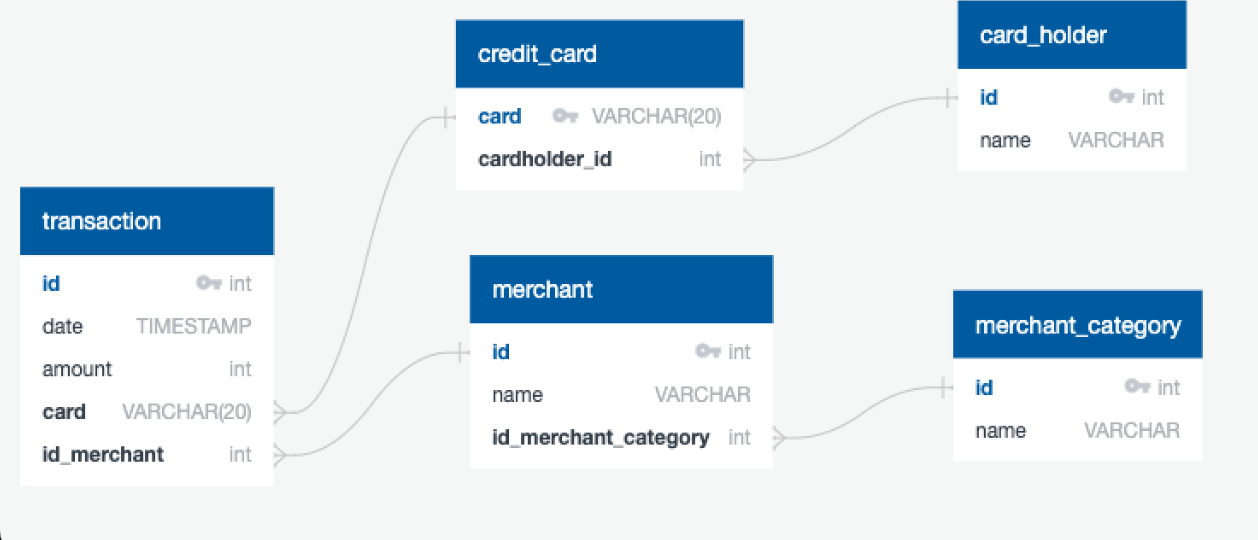 credit_card
card VARCHAR(20)
cardholder_id int
card_holder
id int
name VARCHAR
transaction
id int
date TIMESTAMP
amount int
card VARCHAR(20)
id_merchant int
merchant
id int
name VARCHAR
id_merchant_category int
merchant_category
id int
name VARCHAR